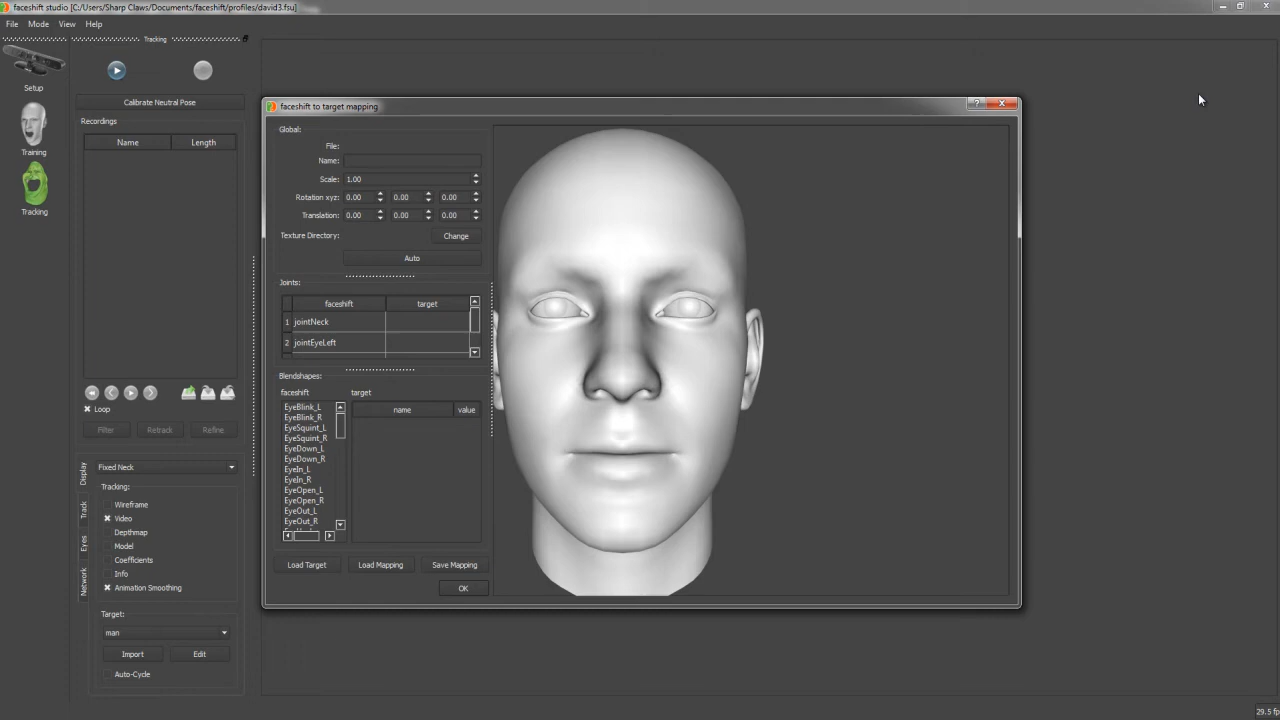 faceshift studio [C:/Users/Sharp Claws/Documents/faceshift/profiles/david3.fsu]
File Mode View Help
Tracking
Setup
Training
Tracking
Calibrate Neutral Pose
Recordings
Name Length
Loop
Filter Retrack Refine
Display
Track
Eyes
Network
Fixed Neck
Tracking:
Wireframe
Video
Depthmap
Model
Coefficients
Info
Animation Smoothing
Target:
man
Import Edit
Auto-Cycle
faceshift to target mapping
Global:
File:
Name:
Scale: 1.00
Rotation xyz: 0.00 0.00 0.00
Translation: 0.00 0.00 0.00
Texture Directory: Change
Auto
Joints:
faceshift target
1 jointNeck
2 jointEyeLeft
Blendshapes:
faceshift target
name value
EyeBlink_L
EyeBlink_R
EyeSquint_L
EyeSquint_R
EyeDown_L
EyeDown_R
EyeIn_L
EyeIn_R
EyeOpen_L
EyeOpen_R
EyeOut_L
EyeOut_R
Load Target Load Mapping Save Mapping
OK
29.5 fp